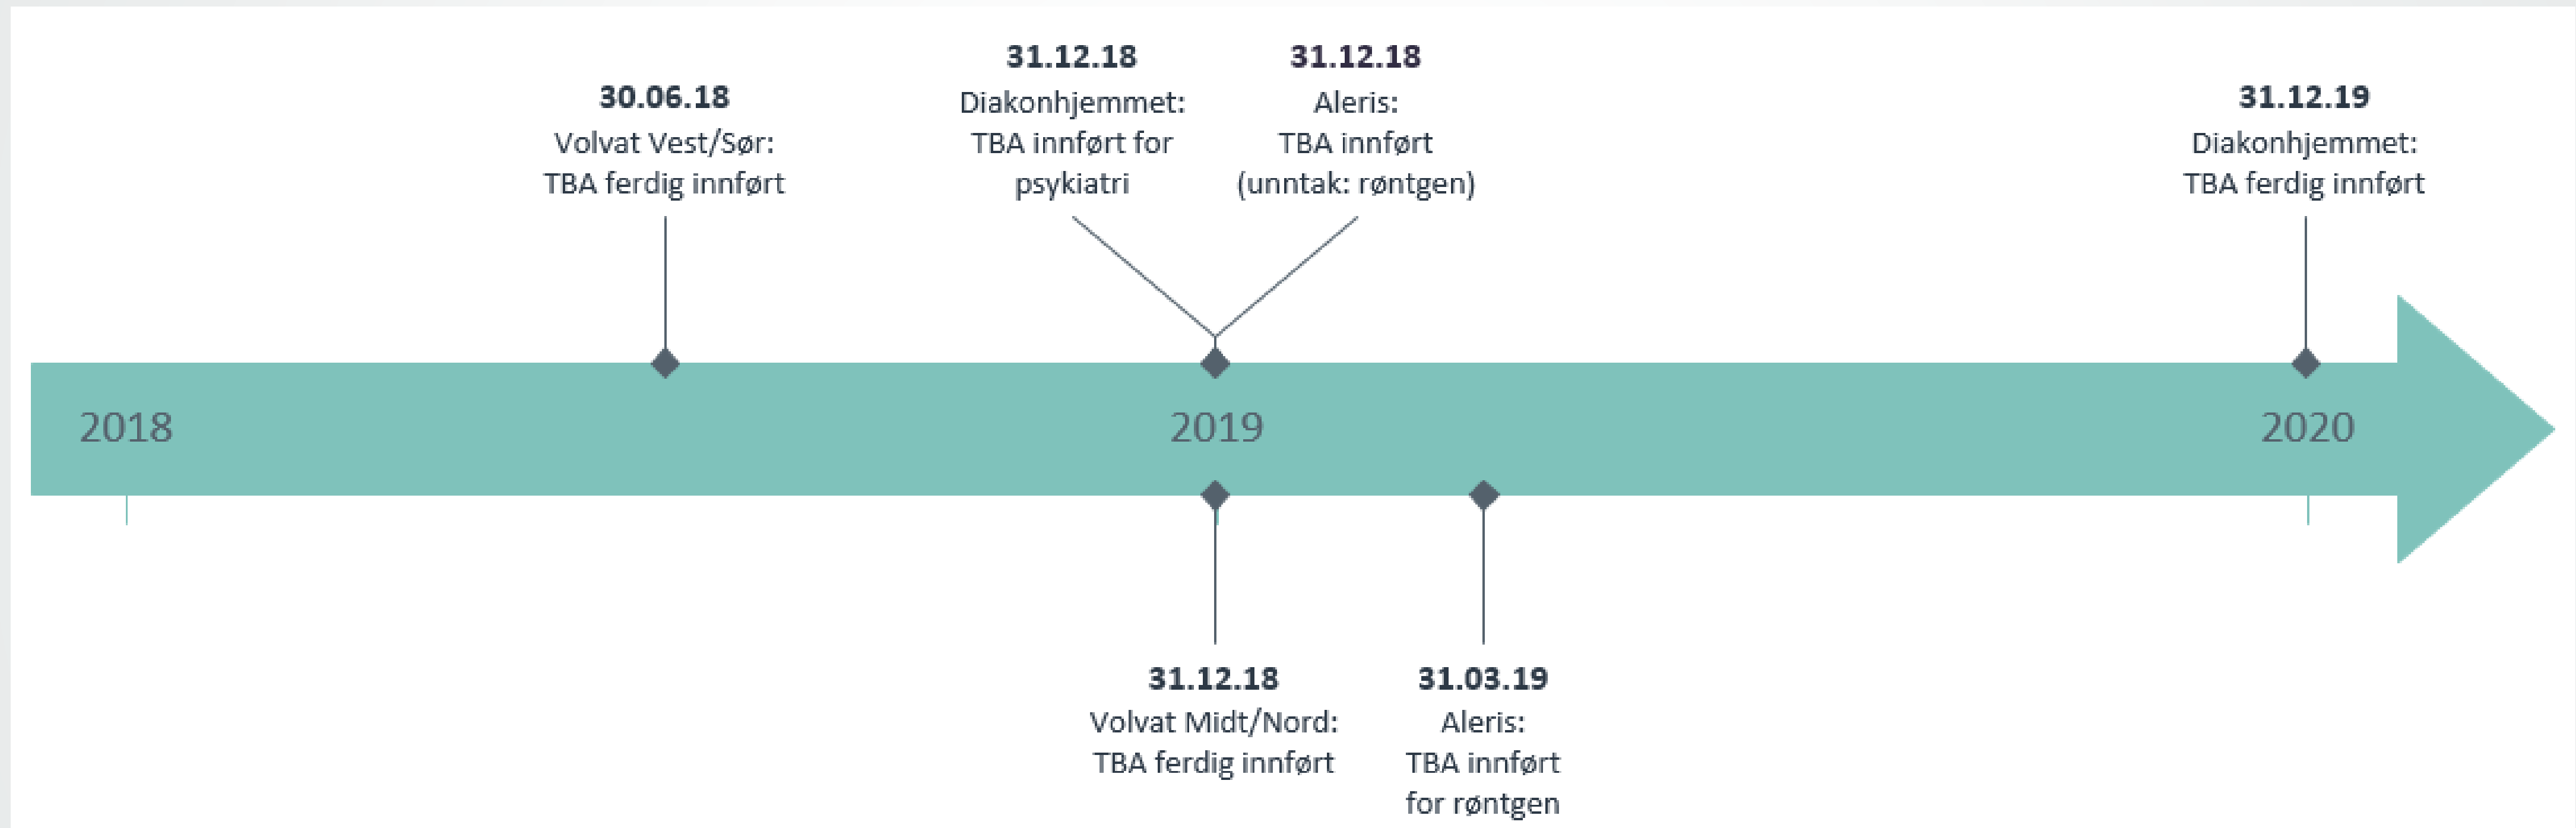 30.06.18
Volvat Vest/Sør:
TBA ferdig innført
31.12.18
Diakonhjemmet:
TBA innført for
psykiatri
31.12.18
Aleris:
TBA innført
(unntak: røntgen)
31.12.19
Diakonhjemmet:
TBA ferdig innført
2018
2019
2020
31.12.18
Volvat Midt/Nord:
TBA ferdig innført
31.03.19
Aleris:
TBA innført
for røntgen